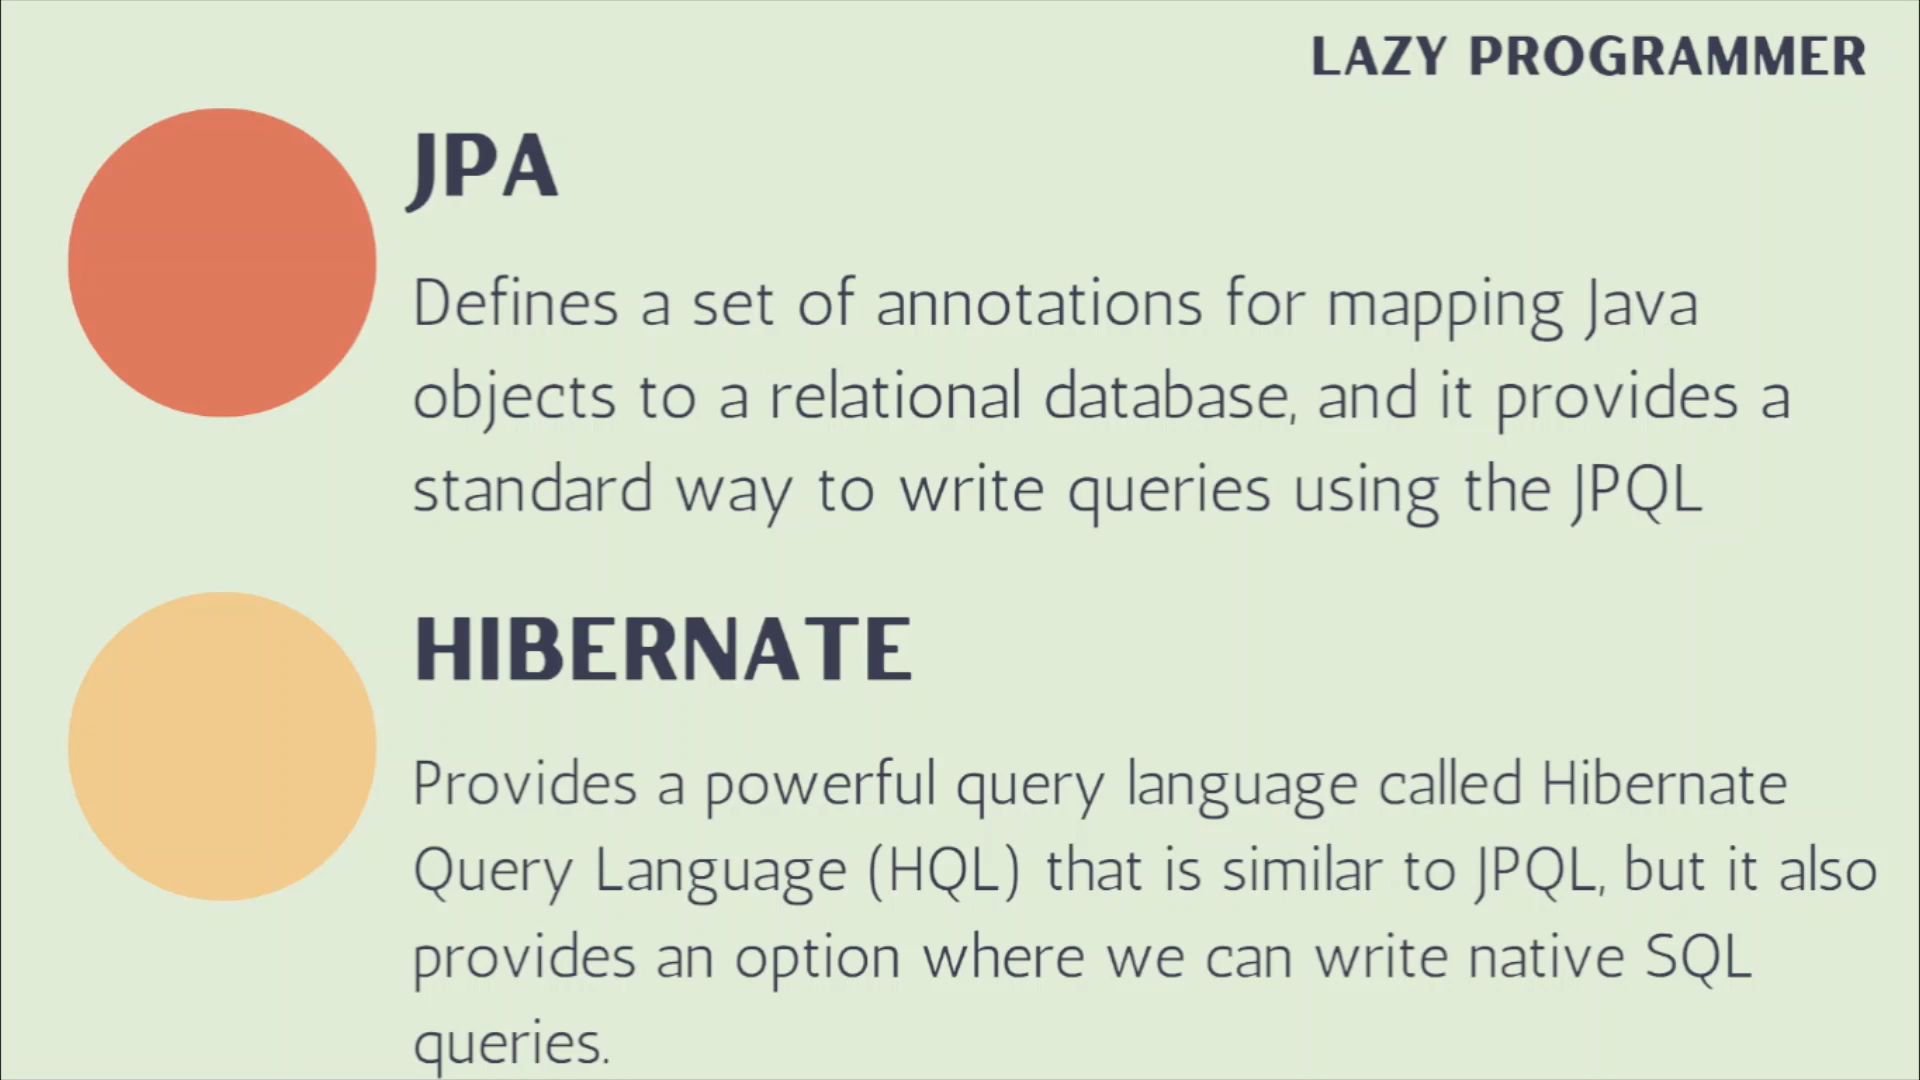 LAZY PROGRAMMER
JPA
Defines a set of annotations for mapping Java
objects to a relational database, and it provides a
standard way to write queries using the JPQL
HIBERNATE
Provides a powerful query language called Hibernate
Query Language (HQL) that is similar to JPQL, but it also
provides an option where we can write native SQL
queries.